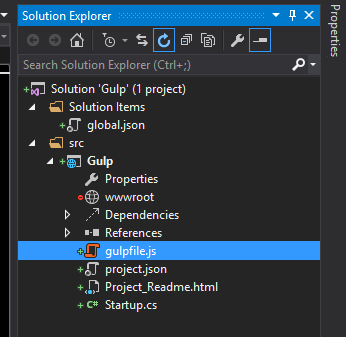 Solution Explorer
Properties
Search Solution Explorer (Ctrl+;)
Solution 'Gulp' (1 project)
Solution Items
global.json
src
Gulp
Properties
wwwroot
Dependencies
References
gulpfile.js
project.json
Project_Readme.html
C# Startup.cs